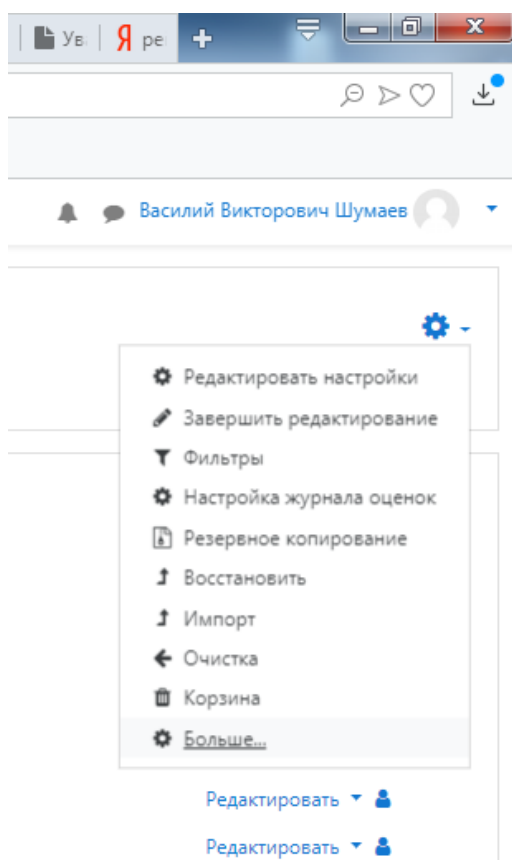 Ув
Я ре
Василий Викторович Шумаев
Редактировать настройки
Завершить редактирование
Фильтры
Настройка журнала оценок
Резервное копирование
Восстановить
Импорт
Очистка
Корзина
Больше...
Редактировать
Редактировать